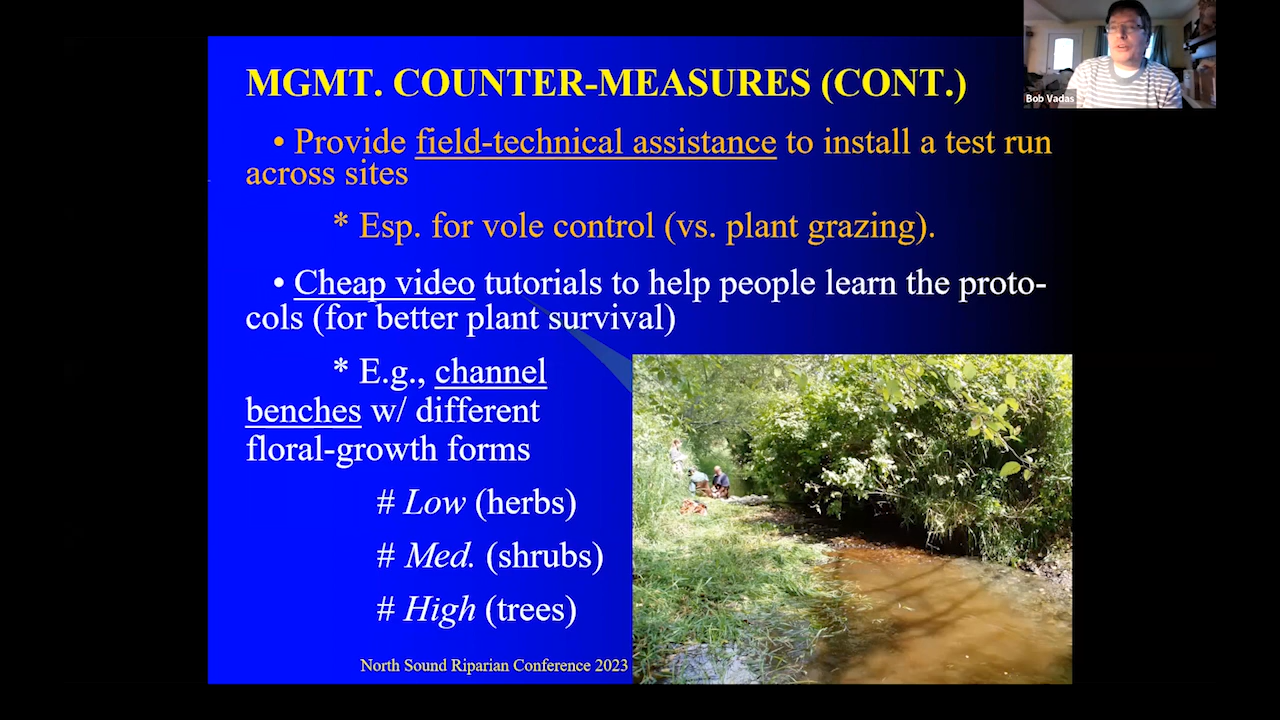 Bob Vadas
MGMT. COUNTER-MEASURES (CONT.)
• Provide field-technical assistance to install a test run
across sites
* Esp. for vole control (vs. plant grazing).
• Cheap video tutorials to help people learn the proto-
cols (for better plant survival)
* E.g., channel
benches w/ different
floral-growth forms
# Low (herbs)
# Med. (shrubs)
# High (trees)
North Sound Riparian Conference 2023